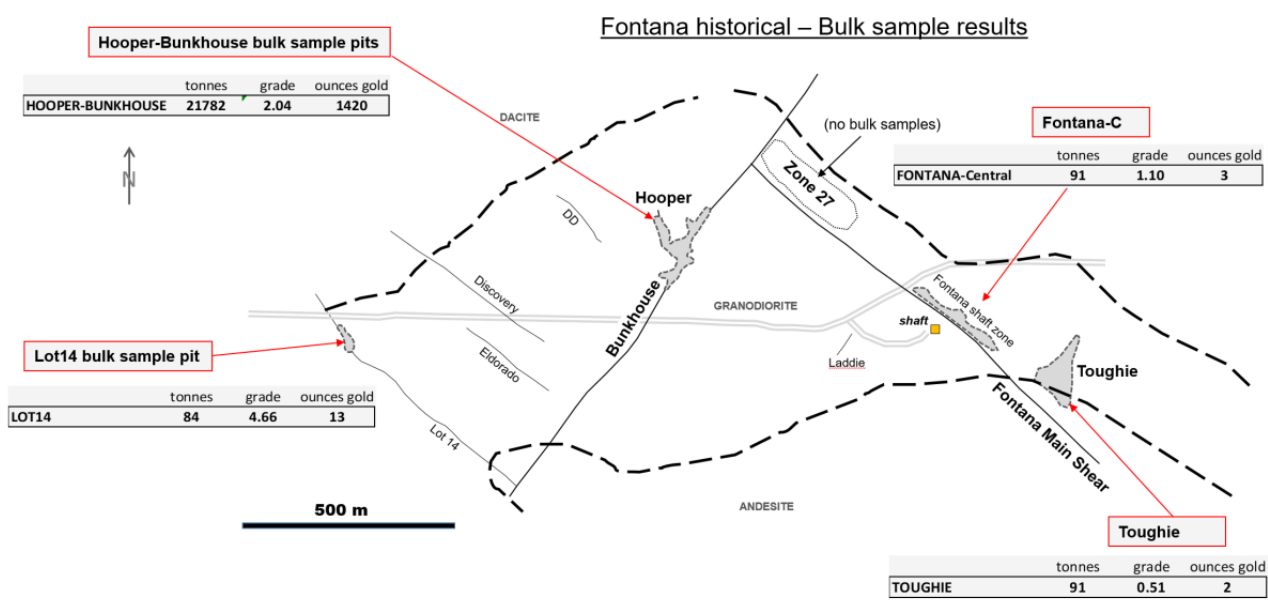 Fontana historical – Bulk sample results
Hooper-Bunkhouse bulk sample pits
tonnes grade ounces gold
HOOPER-BUNKHOUSE 21782 2.04 1420
N
DACITE
(no bulk samples)
Zone 27
Fontana-C
tonnes grade ounces gold
FONTANA-Central 91 1.10 3
Hooper
DD
Discovery
Bunkhouse
GRANODIORITE
Fontana shaft zone
shaft
Laddie
Eldorado
Lot14 bulk sample pit
tonnes grade ounces gold
LOT14 84 4.66 13
Lot 14
Toughie
Fontana Main Shear
500 m
ANDESITE
Toughie
tonnes grade ounces gold
TOUGHIE 91 0.51 2